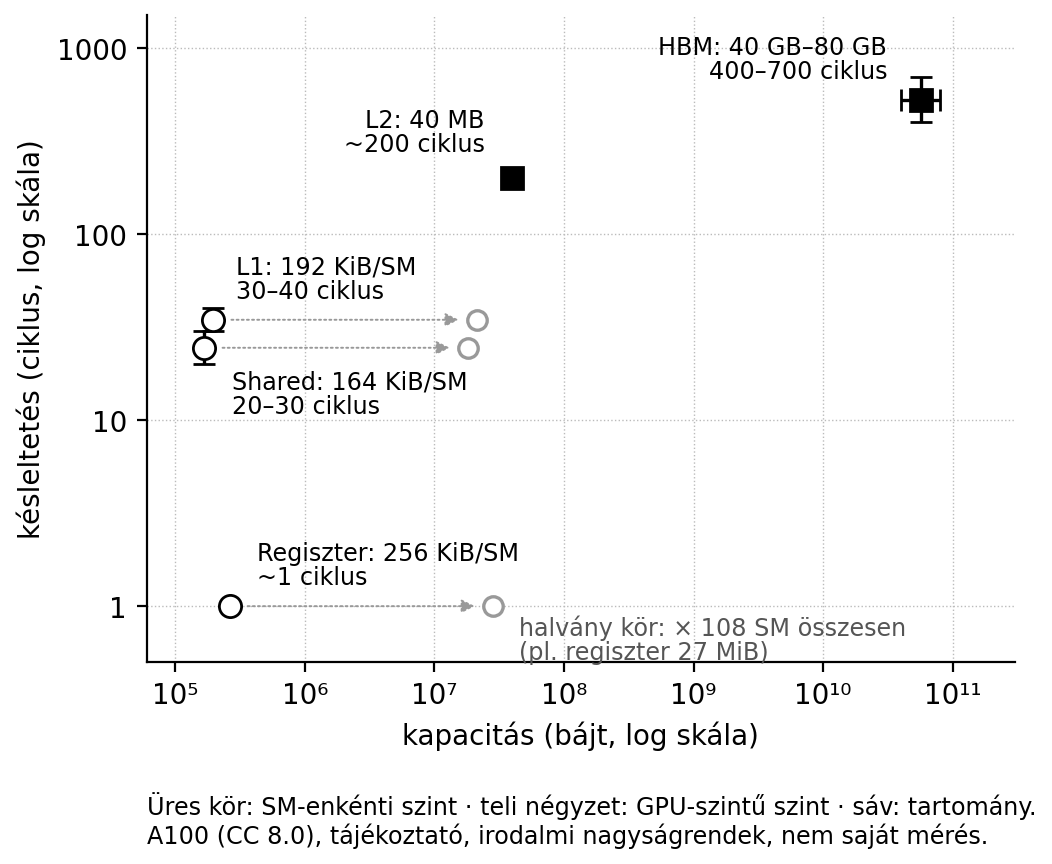 HBM: 40 GB–80 GB
400–700 ciklus
L2: 40 MB
~200 ciklus
L1: 192 KiB/SM
30–40 ciklus
Shared: 164 KiB/SM
20–30 ciklus
Regiszter: 256 KiB/SM
~1 ciklus
halvány kör: × 108 SM összesen
(pl. regiszter 27 MiB)
késleltetés (ciklus, log skála)
1000
100
10
1
10⁵ 10⁶ 10⁷ 10⁸ 10⁹ 10¹⁰ 10¹¹
kapacitás (bájt, log skála)
Üres kör: SM-enkénti szint · teli négyzet: GPU-szintű szint · sáv: tartomány.
A100 (CC 8.0), tájékoztató, irodalmi nagyságrendek, nem saját mérés.